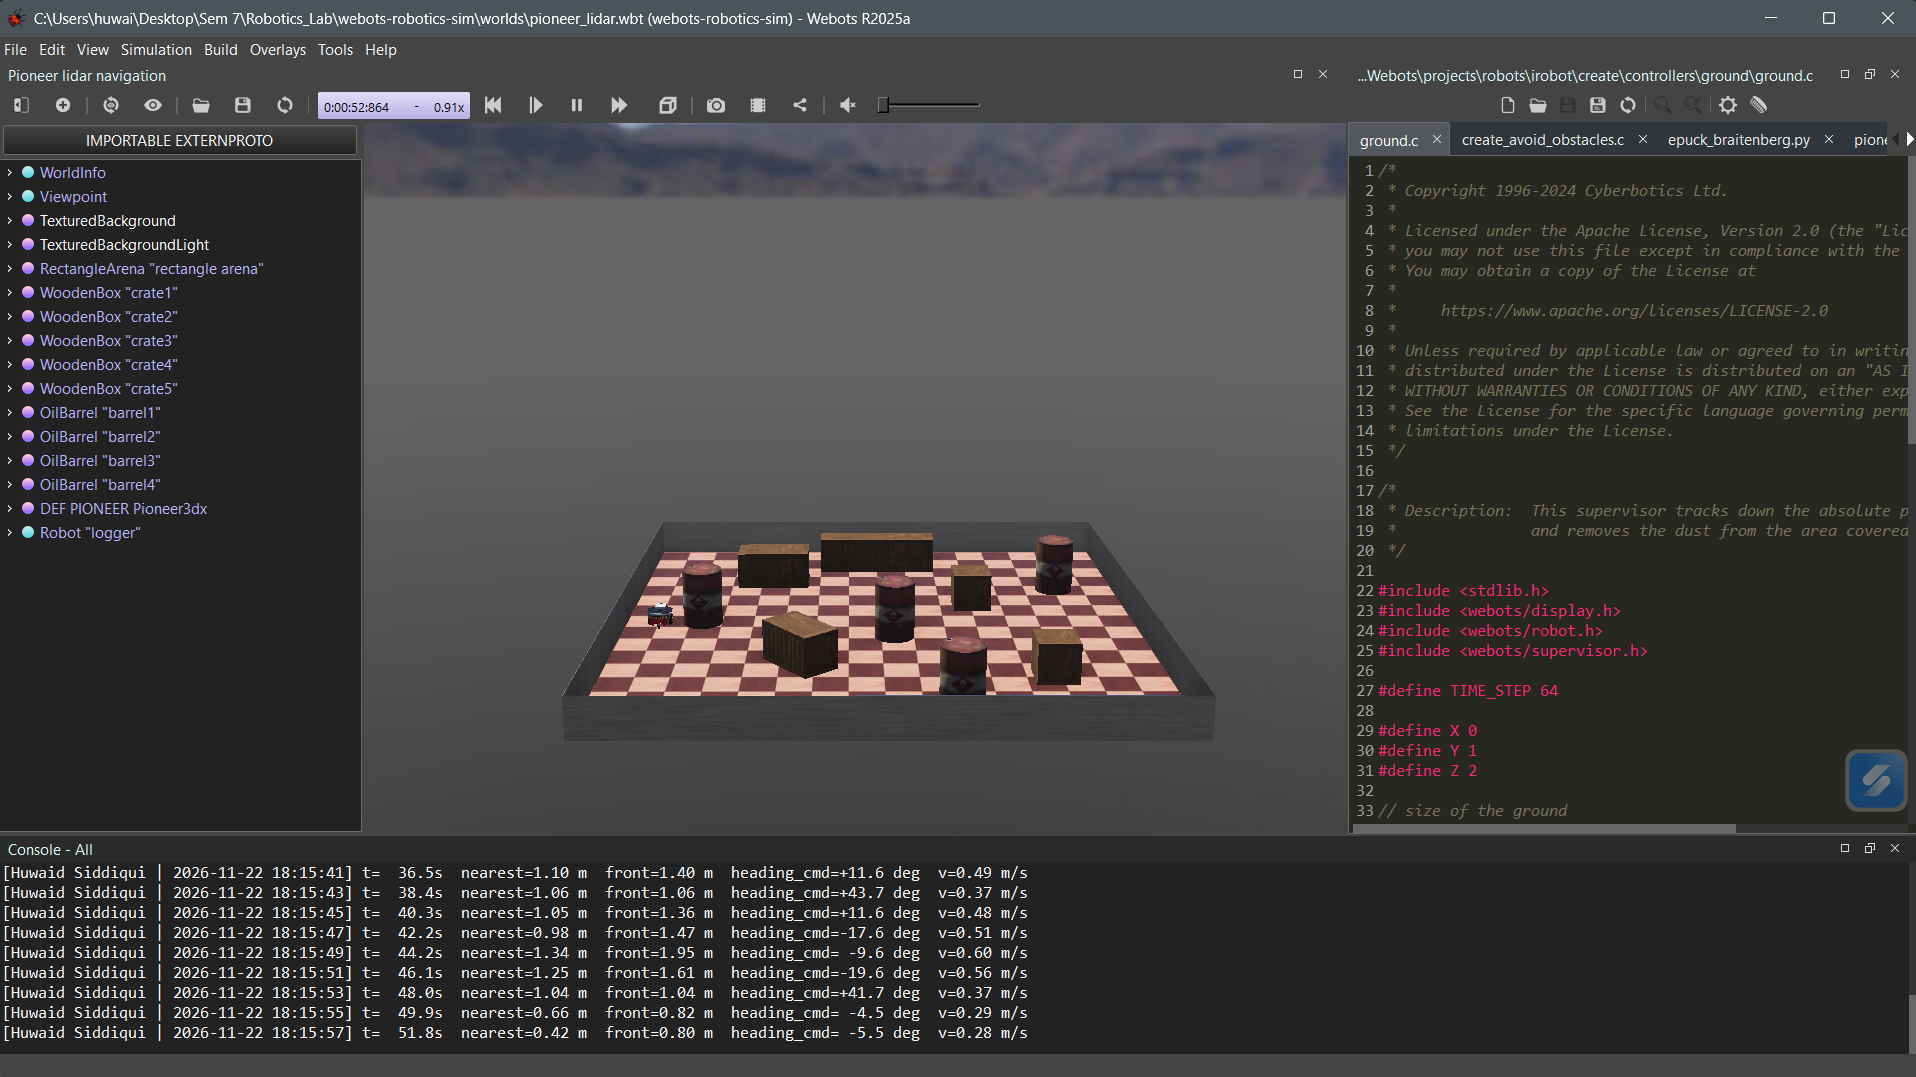 C:\Users\huwai\Desktop\Sem 7\Robotics_Lab\webots-robotics-sim\worlds\pioneer_lidar.wbt (webots-robotics-sim) - Webots R2025a
File Edit View Simulation Build Overlays Tools Help
Pioneer lidar navigation
0:00:52:864 - 0.91x
IMPORTABLE EXTERNPROTO
WorldInfo
Viewpoint
TexturedBackground
TexturedBackgroundLight
RectangleArena "rectangle arena"
WoodenBox "crate1"
WoodenBox "crate2"
WoodenBox "crate3"
WoodenBox "crate4"
WoodenBox "crate5"
OilBarrel "barrel1"
OilBarrel "barrel2"
OilBarrel "barrel3"
OilBarrel "barrel4"
DEF PIONEER Pioneer3dx
Robot "logger"
...Webots\projects\robots\irobot\create\controllers\ground\ground.c
ground.c create_avoid_obstacles.c epuck_braitenberg.py pione
1 /*
2 * Copyright 1996-2024 Cyberbotics Ltd.
3 *
4 * Licensed under the Apache License, Version 2.0 (the "Lic
5 * you may not use this file except in compliance with the
6 * You may obtain a copy of the License at
7 *
8 * https://www.apache.org/licenses/LICENSE-2.0
9 *
10 * Unless required by applicable law or agreed to in writin
11 * distributed under the License is distributed on an "AS I
12 * WITHOUT WARRANTIES OR CONDITIONS OF ANY KIND, either exp
13 * See the License for the specific language governing perm
14 * limitations under the License.
15 */
16
17 /*
18 * Description: This supervisor tracks down the absolute p
19 * and removes the dust from the area covered
20 */
21
22 #include <stdlib.h>
23 #include <webots/display.h>
24 #include <webots/robot.h>
25 #include <webots/supervisor.h>
26
27 #define TIME_STEP 64
28
29 #define X 0
30 #define Y 1
31 #define Z 2
32
33 // size of the ground
Console - All
[Huwaid Siddiqui | 2026-11-22 18:15:41] t= 36.5s nearest=1.10 m front=1.40 m heading_cmd=+11.6 deg v=0.49 m/s
[Huwaid Siddiqui | 2026-11-22 18:15:43] t= 38.4s nearest=1.06 m front=1.06 m heading_cmd=+43.7 deg v=0.37 m/s
[Huwaid Siddiqui | 2026-11-22 18:15:45] t= 40.3s nearest=1.05 m front=1.36 m heading_cmd=+11.6 deg v=0.48 m/s
[Huwaid Siddiqui | 2026-11-22 18:15:47] t= 42.2s nearest=0.98 m front=1.47 m heading_cmd=-17.6 deg v=0.51 m/s
[Huwaid Siddiqui | 2026-11-22 18:15:49] t= 44.2s nearest=1.34 m front=1.95 m heading_cmd= -9.6 deg v=0.60 m/s
[Huwaid Siddiqui | 2026-11-22 18:15:51] t= 46.1s nearest=1.25 m front=1.61 m heading_cmd=-19.6 deg v=0.56 m/s
[Huwaid Siddiqui | 2026-11-22 18:15:53] t= 48.0s nearest=1.04 m front=1.04 m heading_cmd=+41.7 deg v=0.37 m/s
[Huwaid Siddiqui | 2026-11-22 18:15:55] t= 49.9s nearest=0.66 m front=0.82 m heading_cmd= -4.5 deg v=0.29 m/s
[Huwaid Siddiqui | 2026-11-22 18:15:57] t= 51.8s nearest=0.42 m front=0.80 m heading_cmd= -5.5 deg v=0.28 m/s